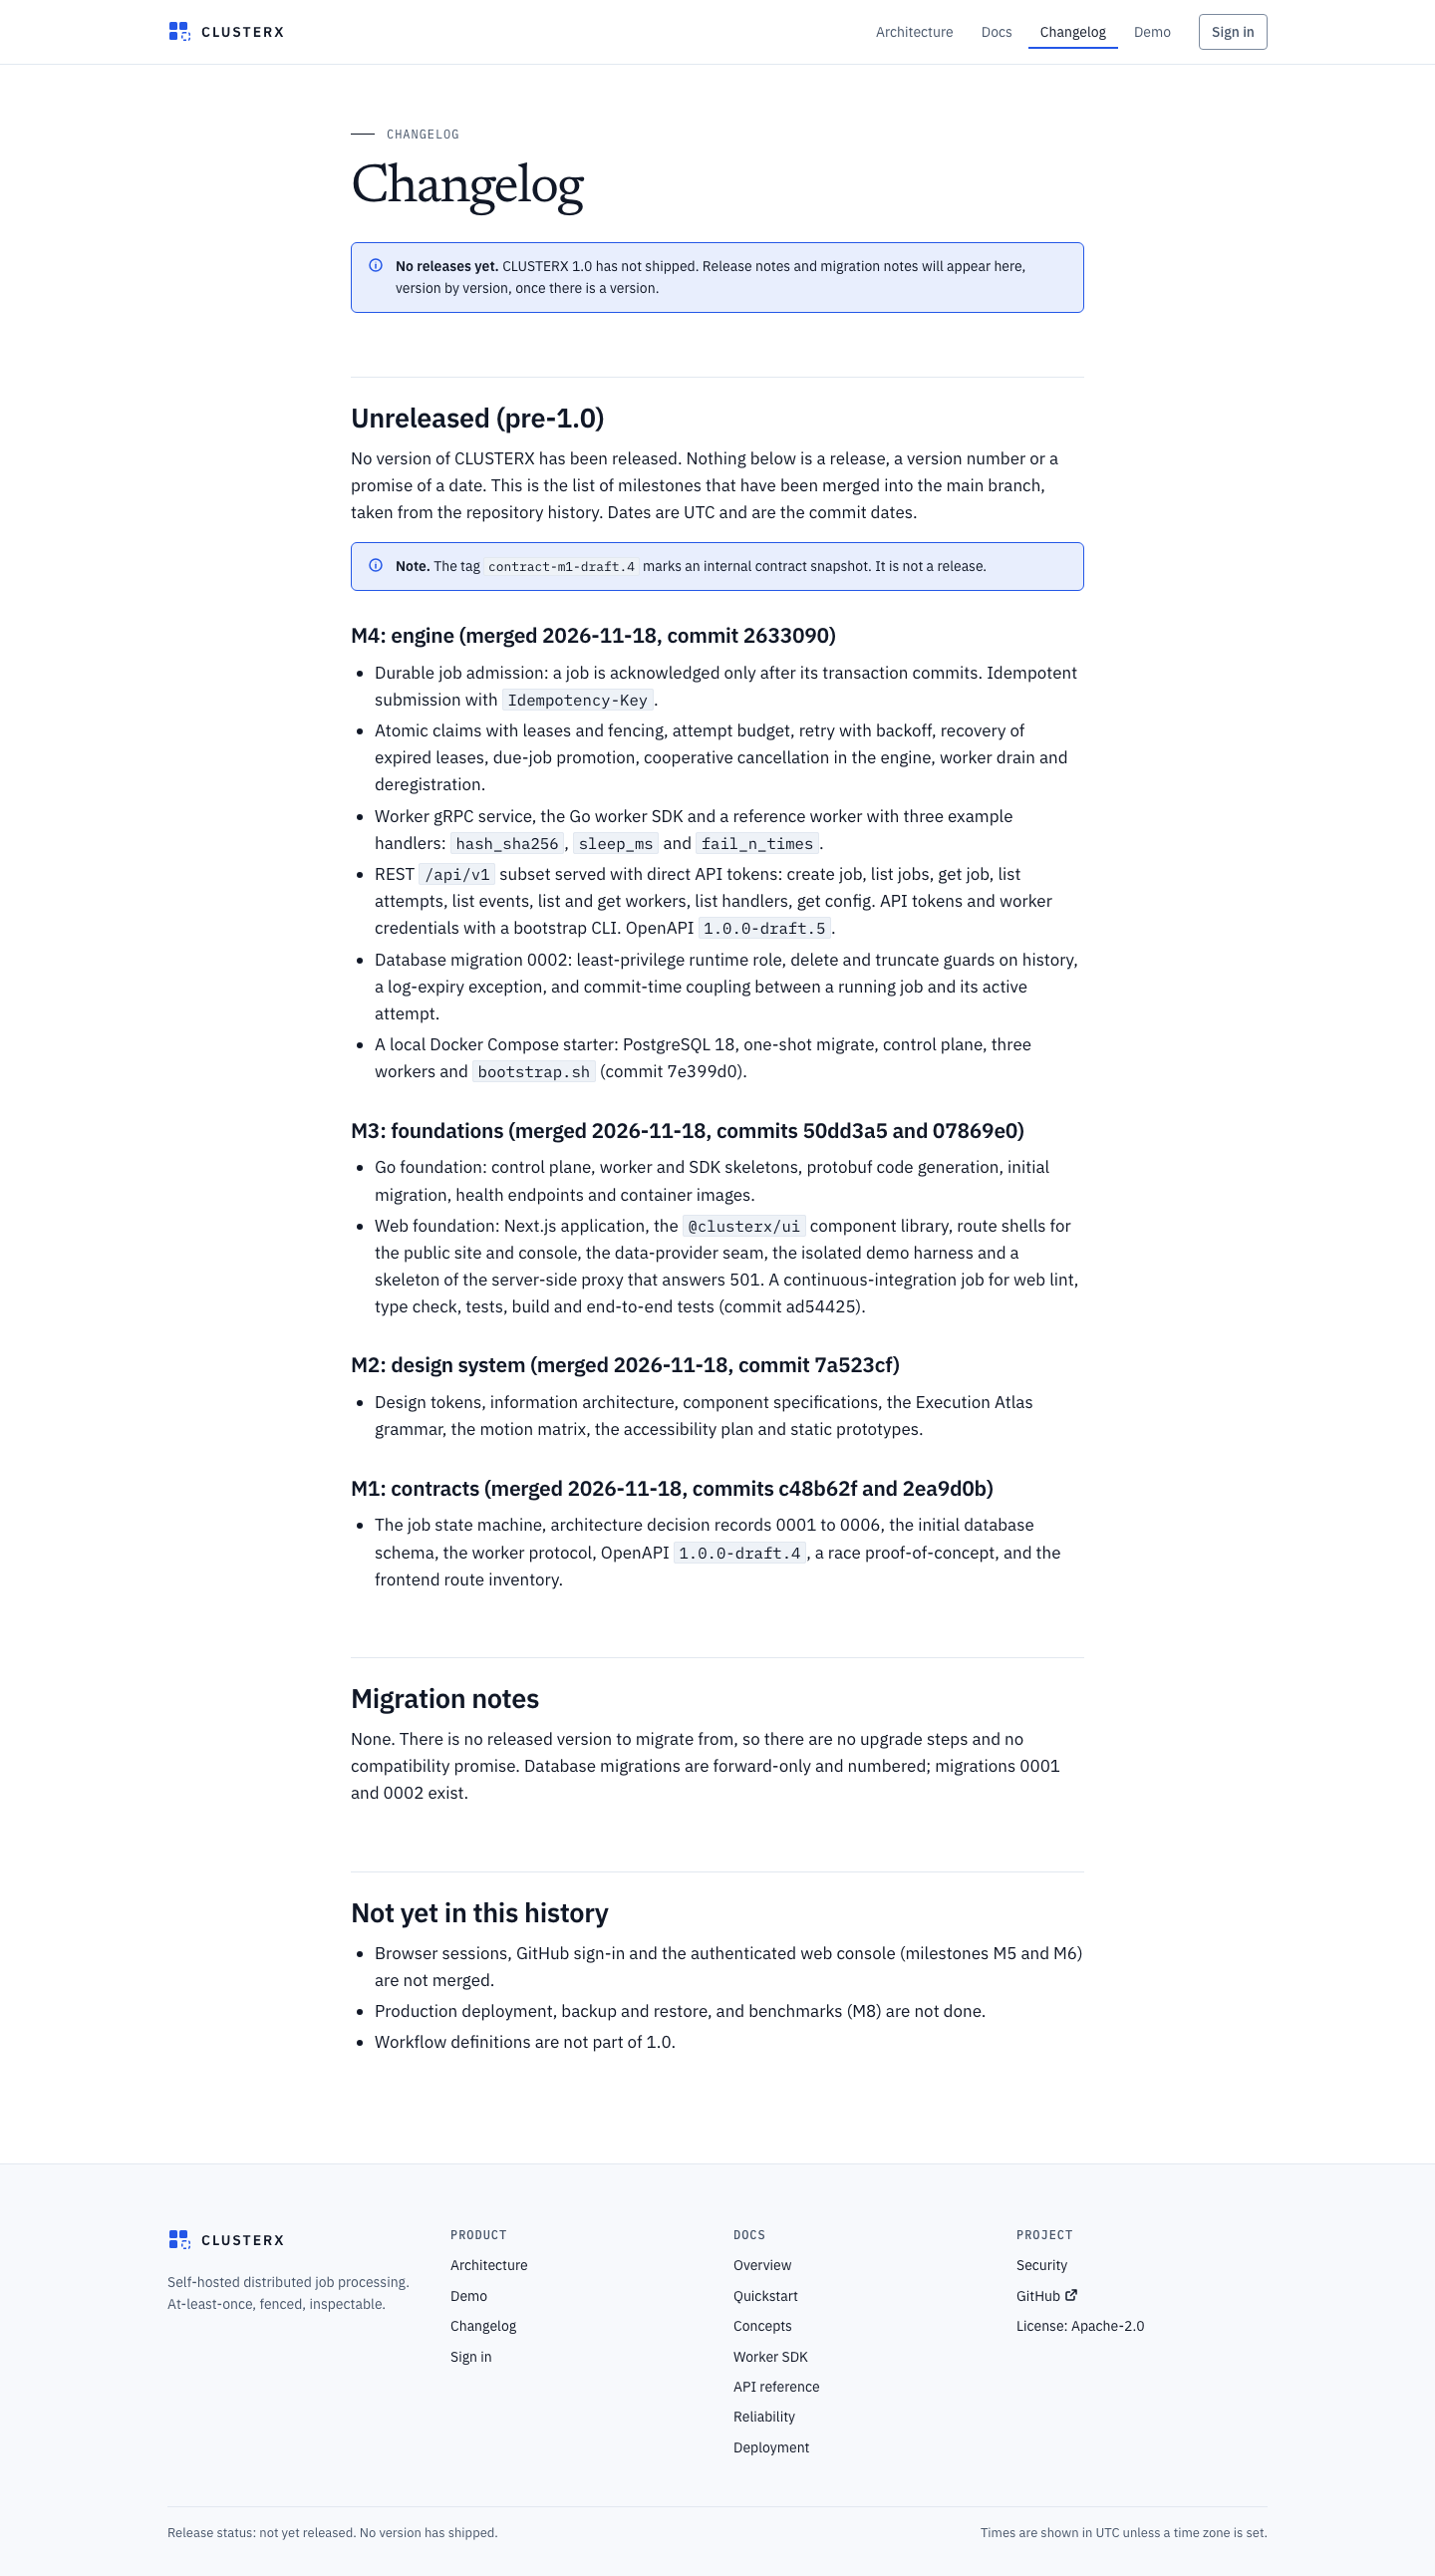 CLUSTERX
Architecture
Docs
Changelog
Demo
Sign in
CHANGELOG
Changelog
No releases yet. CLUSTERX 1.0 has not shipped. Release notes and migration notes will appear here,
version by version, once there is a version.
Unreleased (pre-1.0)
No version of CLUSTERX has been released. Nothing below is a release, a version number or a
promise of a date. This is the list of milestones that have been merged into the main branch,
taken from the repository history. Dates are UTC and are the commit dates.
Note. The tag contract-m1-draft.4 marks an internal contract snapshot. It is not a release.
M4: engine (merged 2026-11-18, commit 2633090)
Durable job admission: a job is acknowledged only after its transaction commits. Idempotent
submission with Idempotency-Key.
Atomic claims with leases and fencing, attempt budget, retry with backoff, recovery of
expired leases, due-job promotion, cooperative cancellation in the engine, worker drain and
deregistration.
Worker gRPC service, the Go worker SDK and a reference worker with three example
handlers: hash_sha256, sleep_ms and fail_n_times.
REST /api/v1 subset served with direct API tokens: create job, list jobs, get job, list
attempts, list events, list and get workers, list handlers, get config. API tokens and worker
credentials with a bootstrap CLI. OpenAPI 1.0.0-draft.5.
Database migration 0002: least-privilege runtime role, delete and truncate guards on history,
a log-expiry exception, and commit-time coupling between a running job and its active
attempt.
A local Docker Compose starter: PostgreSQL 18, one-shot migrate, control plane, three
workers and bootstrap.sh (commit 7e399d0).
M3: foundations (merged 2026-11-18, commits 50dd3a5 and 07869e0)
Go foundation: control plane, worker and SDK skeletons, protobuf code generation, initial
migration, health endpoints and container images.
Web foundation: Next.js application, the @clusterx/ui component library, route shells for
the public site and console, the data-provider seam, the isolated demo harness and a
skeleton of the server-side proxy that answers 501. A continuous-integration job for web lint,
type check, tests, build and end-to-end tests (commit ad54425).
M2: design system (merged 2026-11-18, commit 7a523cf)
Design tokens, information architecture, component specifications, the Execution Atlas
grammar, the motion matrix, the accessibility plan and static prototypes.
M1: contracts (merged 2026-11-18, commits c48b62f and 2ea9d0b)
The job state machine, architecture decision records 0001 to 0006, the initial database
schema, the worker protocol, OpenAPI 1.0.0-draft.4, a race proof-of-concept, and the
frontend route inventory.
Migration notes
None. There is no released version to migrate from, so there are no upgrade steps and no
compatibility promise. Database migrations are forward-only and numbered; migrations 0001
and 0002 exist.
Not yet in this history
Browser sessions, GitHub sign-in and the authenticated web console (milestones M5 and M6)
are not merged.
Production deployment, backup and restore, and benchmarks (M8) are not done.
Workflow definitions are not part of 1.0.
CLUSTERX
Self-hosted distributed job processing.
At-least-once, fenced, inspectable.
PRODUCT
Architecture
Demo
Changelog
Sign in
DOCS
Overview
Quickstart
Concepts
Worker SDK
API reference
Reliability
Deployment
PROJECT
Security
GitHub
License: Apache-2.0
Release status: not yet released. No version has shipped.
Times are shown in UTC unless a time zone is set.